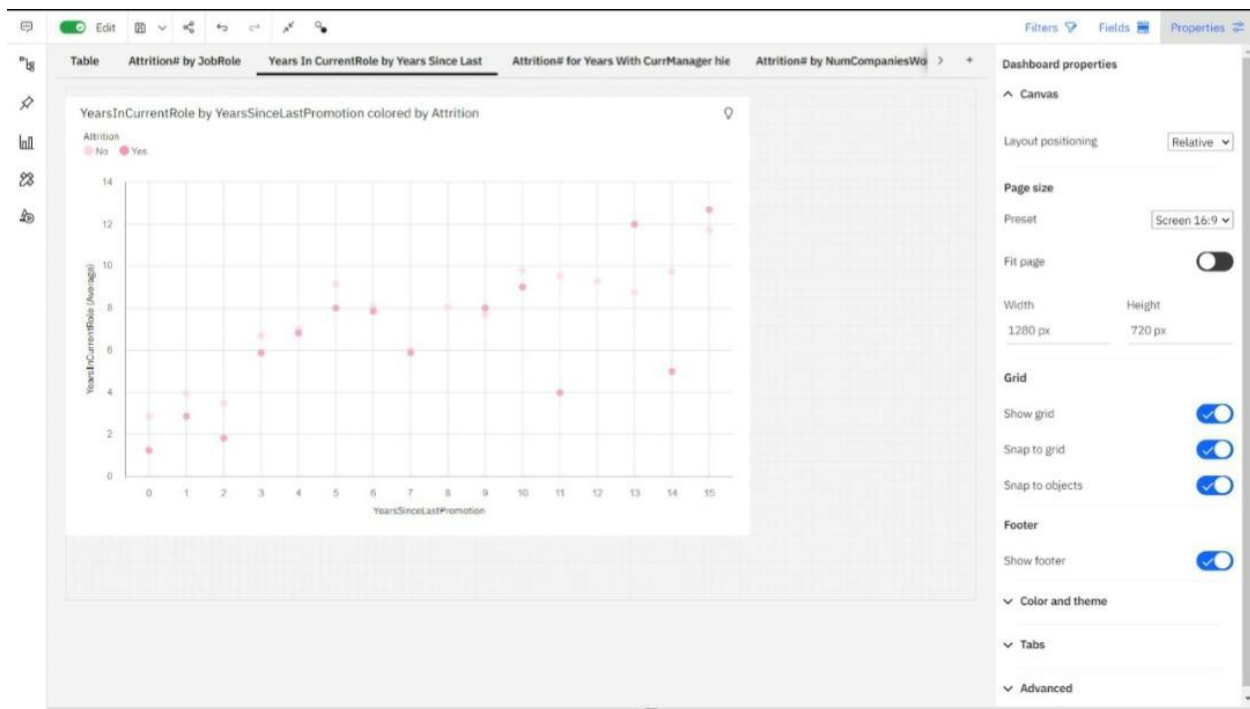 Edit
Filters
Fields
Properties
Table
Attrition# by JobRole
Years In CurrentRole by Years Since Last
Attrition# for Years With CurrManager hie
Attrition# by NumCompaniesWo
YearsInCurrentRole by YearsSinceLastPromotion colored by Attrition
Attrition
No Yes
14
12
10
8
6
4
2
0
YearsInCurrentRole (Average)
0 1 2 3 4 5 6 7 8 9 10 11 12 13 14 15
YearsSinceLastPromotion
Dashboard properties
Canvas
Layout positioning Relative
Page size
Preset Screen 16:9
Fit page
Width Height
1280 px 720 px
Grid
Show grid
Snap to grid
Snap to objects
Footer
Show footer
Color and theme
Tabs
Advanced